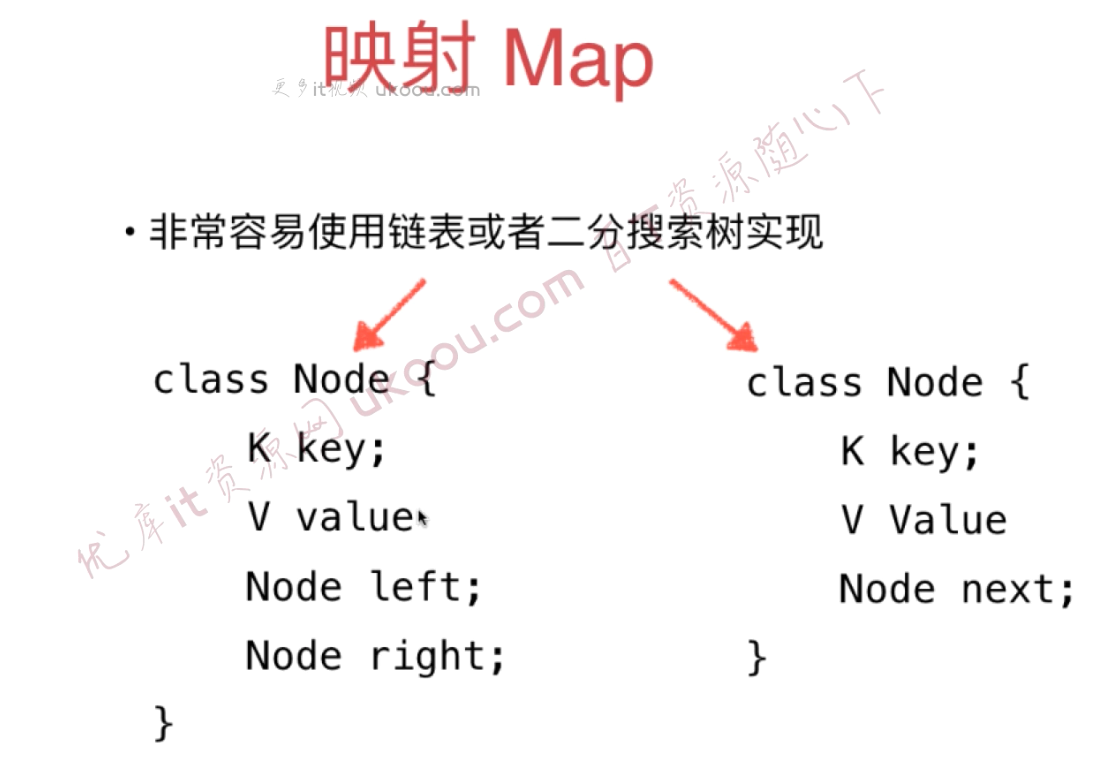 映射 Map
更多it视频 ukoou.com
• 非常容易使用链表或者二分搜索树实现
class Node {
K key;
V value
Node left;
Node right;
}
class Node {
K key;
V Value
Node next;
}
优库it资源网 ukoou.com 百万资源随心下